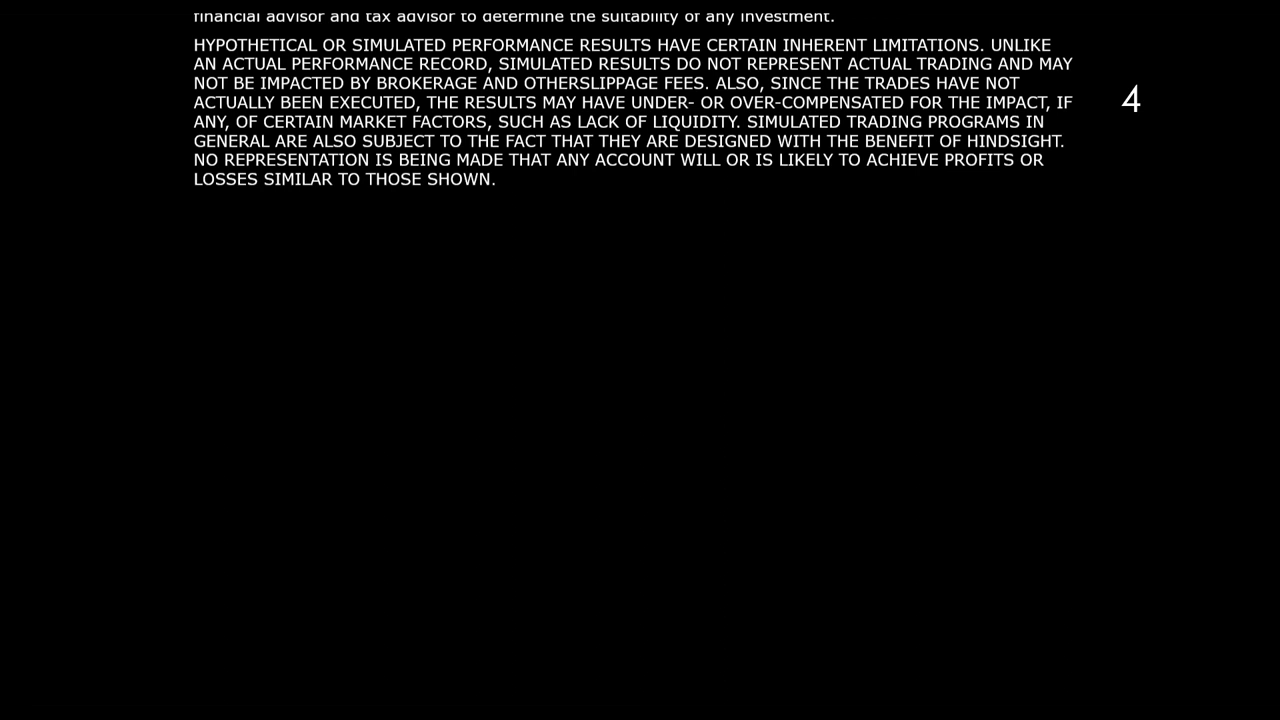 financial advisor and tax advisor to determine the suitability of any investment.
HYPOTHETICAL OR SIMULATED PERFORMANCE RESULTS HAVE CERTAIN INHERENT LIMITATIONS. UNLIKE
AN ACTUAL PERFORMANCE RECORD, SIMULATED RESULTS DO NOT REPRESENT ACTUAL TRADING AND MAY
NOT BE IMPACTED BY BROKERAGE AND OTHERSLIPPAGE FEES. ALSO, SINCE THE TRADES HAVE NOT
ACTUALLY BEEN EXECUTED, THE RESULTS MAY HAVE UNDER- OR OVER-COMPENSATED FOR THE IMPACT, IF
ANY, OF CERTAIN MARKET FACTORS, SUCH AS LACK OF LIQUIDITY. SIMULATED TRADING PROGRAMS IN
GENERAL ARE ALSO SUBJECT TO THE FACT THAT THEY ARE DESIGNED WITH THE BENEFIT OF HINDSIGHT.
NO REPRESENTATION IS BEING MADE THAT ANY ACCOUNT WILL OR IS LIKELY TO ACHIEVE PROFITS OR
LOSSES SIMILAR TO THOSE SHOWN.
4